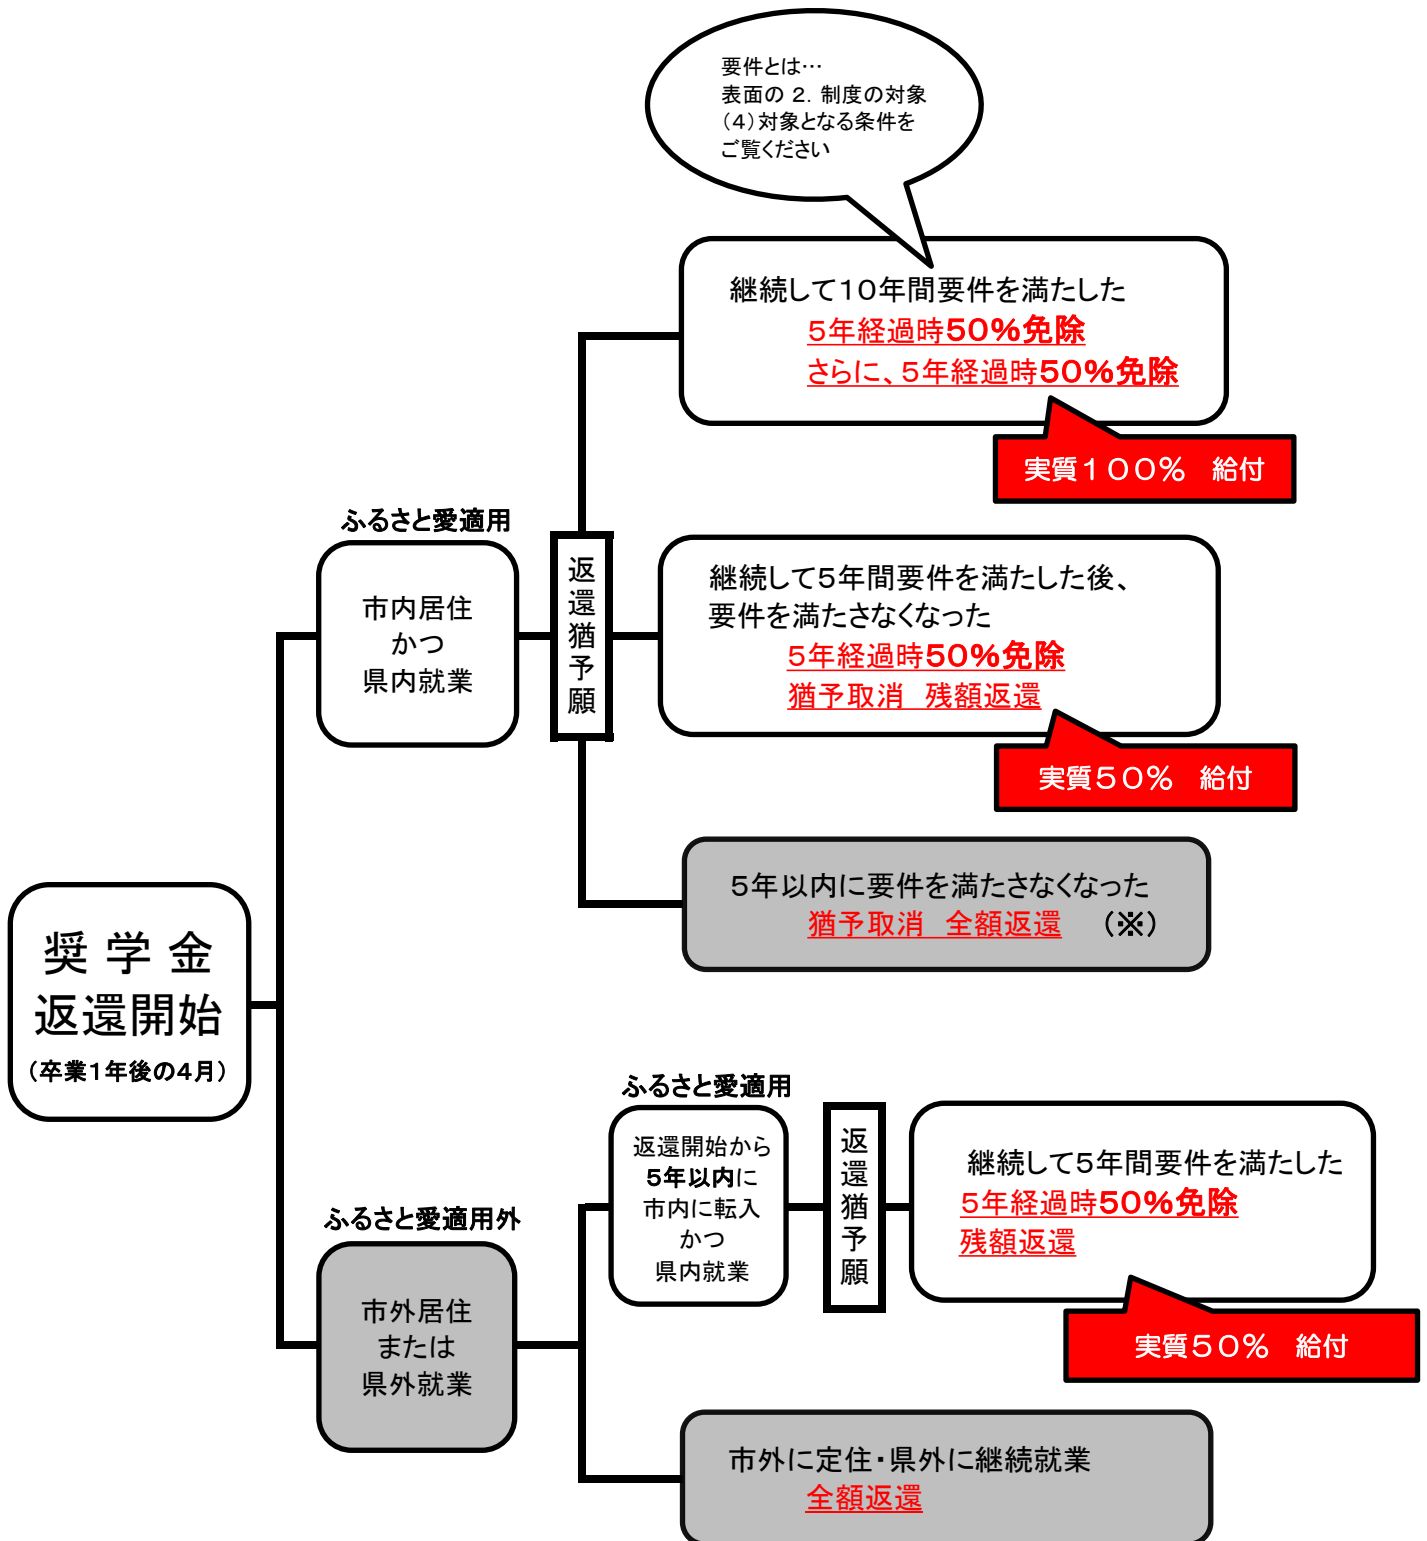 要件とは…
表面の 2. 制度の対象
（4）対象となる条件を
ご覧ください
継続して10年間要件を満たした
5年経過時50%免除
さらに、5年経過時50%免除
実質100%　給付
ふるさと愛適用
市内居住
かつ
県内就業
返還猶予願
継続して5年間要件を満たした後、
要件を満たさなくなった
5年経過時50%免除
猶予取消　残額返還
実質50%　給付
5年以内に要件を満たさなくなった
猶予取消　全額返還　（※）
奨学金
返還開始
（卒業1年後の4月）
ふるさと愛適用
返還開始から
5年以内に
市内に転入
かつ
県内就業
返還猶予願
継続して5年間要件を満たした
5年経過時50%免除
残額返還
実質50%　給付
ふるさと愛適用外
市外居住
または
県外就業
市外に定住・県外に継続就業
全額返還